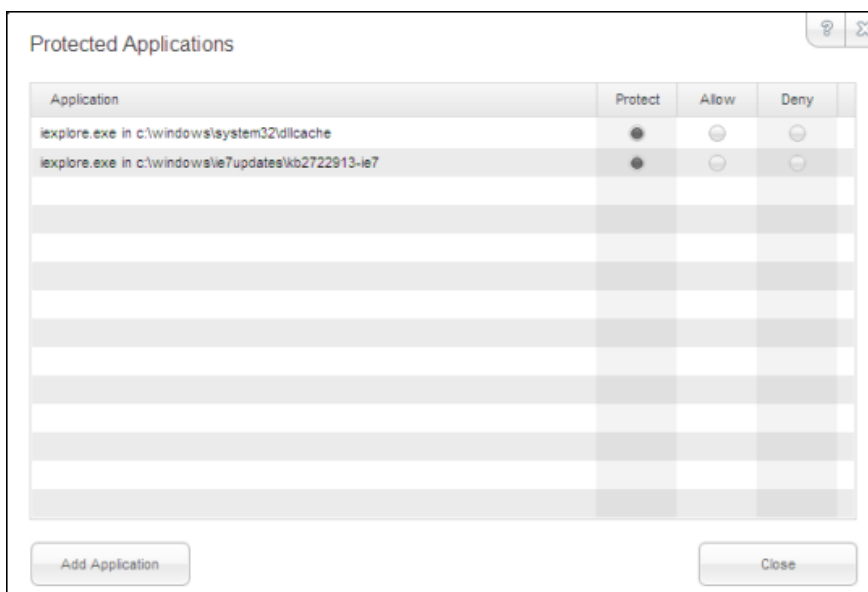 Protected Applications
?
Application Protect Allow Deny
iexplore.exe in c:\windows\system32\dllcache
iexplore.exe in c:\windows\ie7updates\kb2722913-ie7
Add Application Close